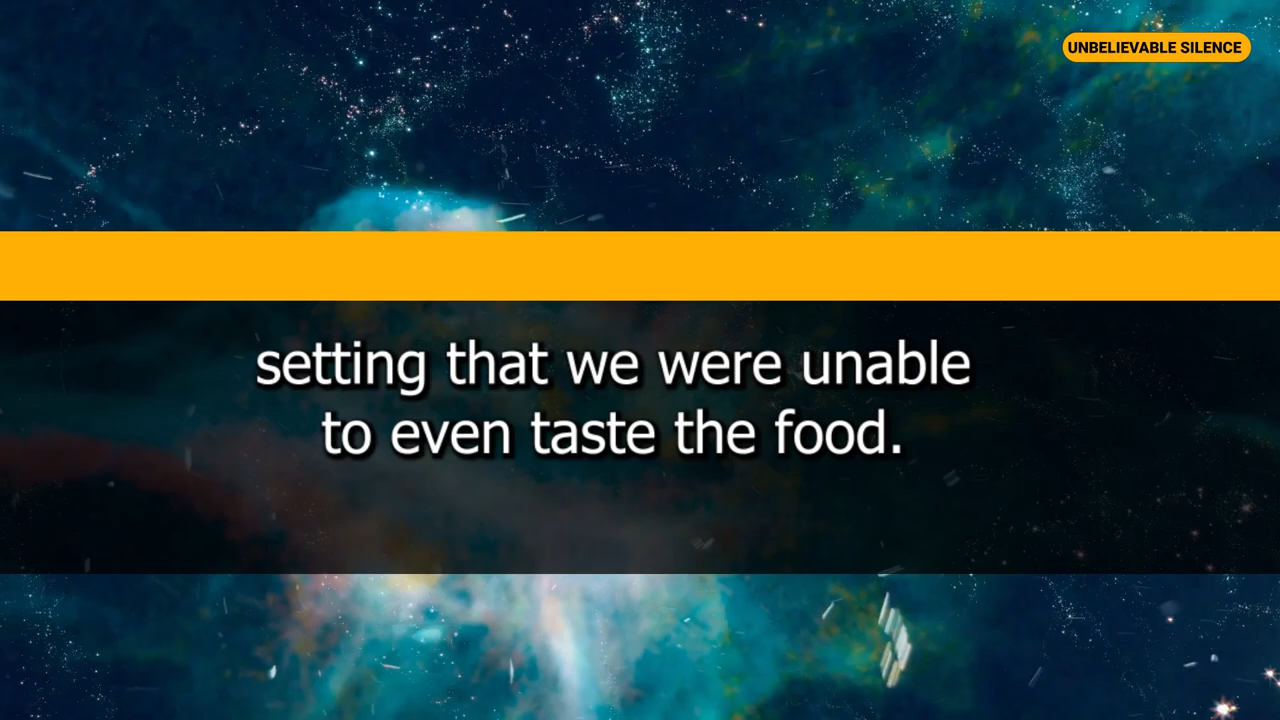 UNBELIEVABLE SILENCE
setting that we were unable
to even taste the food.